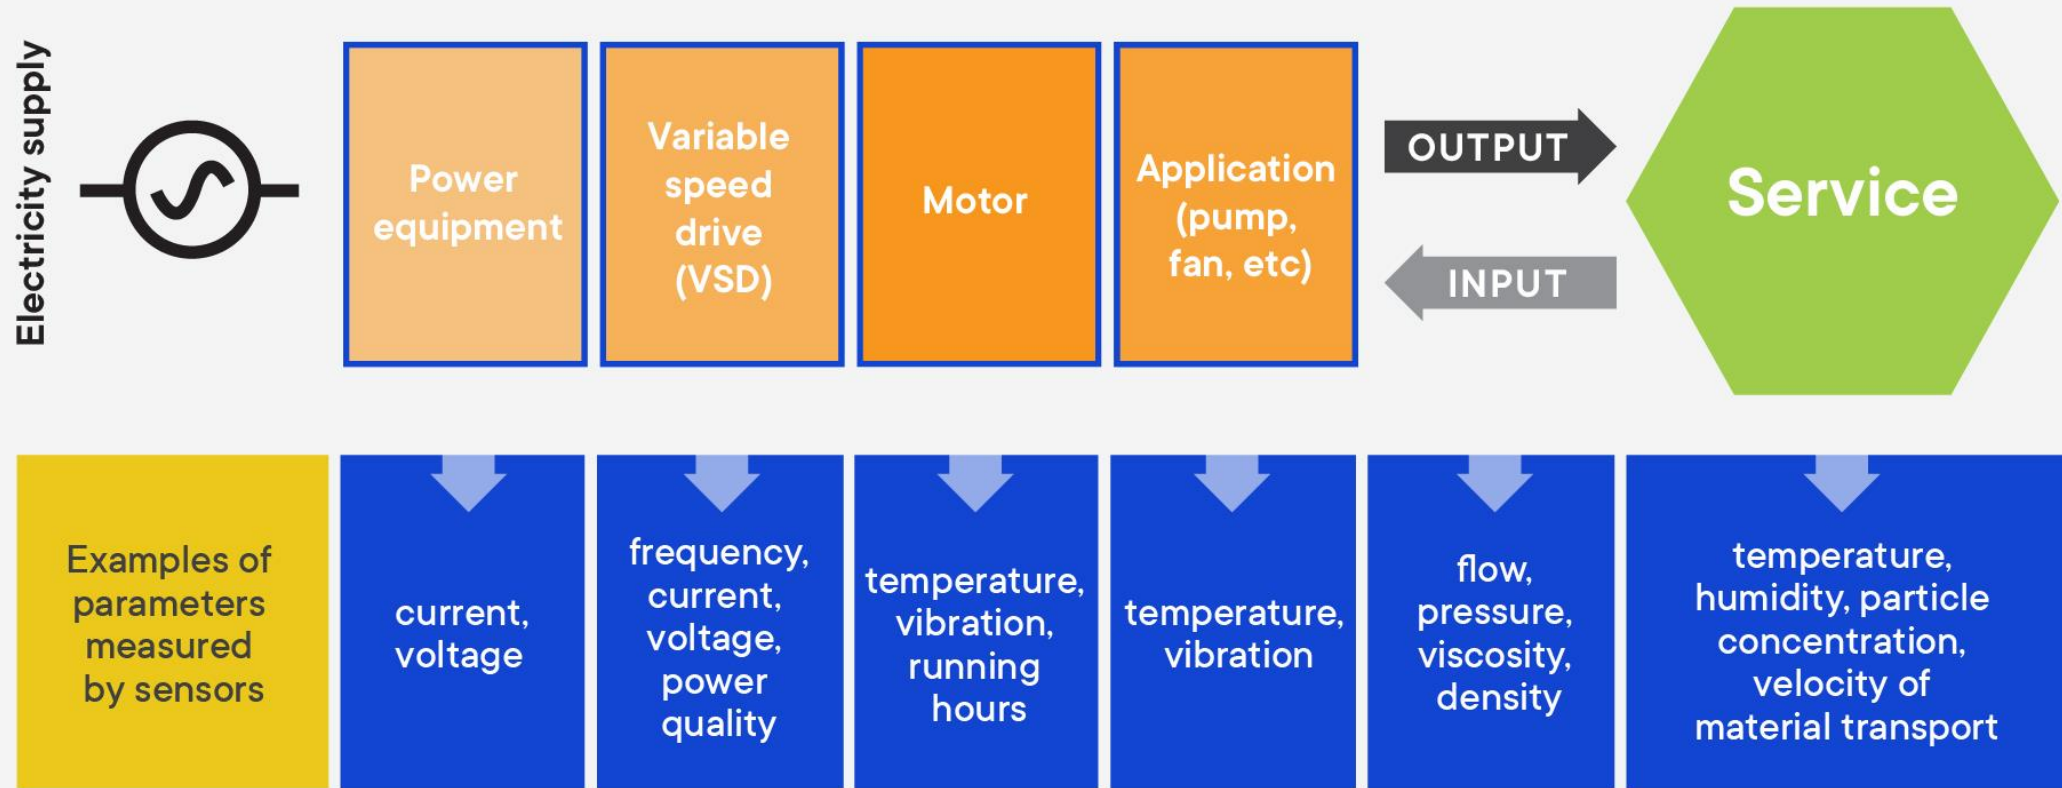 Electricity supply
Power
equipment
Variable
speed
drive
(VSD)
Motor
Application
(pump,
fan, etc)
OUTPUT
INPUT
Service
Examples of
parameters
measured
by sensors
current,
voltage
frequency,
current,
voltage,
power
quality
temperature,
vibration,
running
hours
temperature,
vibration
flow,
pressure,
viscosity,
density
temperature,
humidity, particle
concentration,
velocity of
material transport